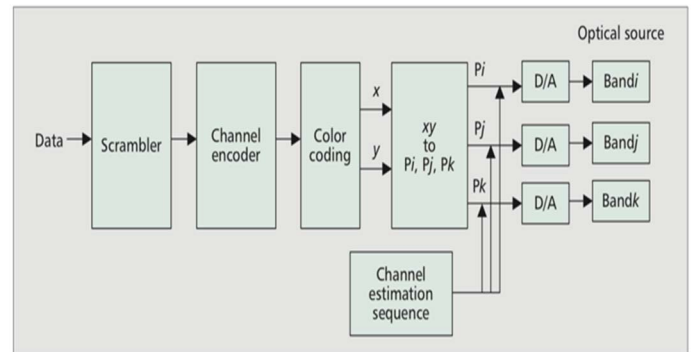 Optical source
Data
Scrambler
Channel
encoder
Color
coding
x
y
xy
to
Pi, Pj, Pk
Pi
Pj
Pk
D/A
Bandi
D/A
Bandj
D/A
Bandk
Channel
estimation
sequence